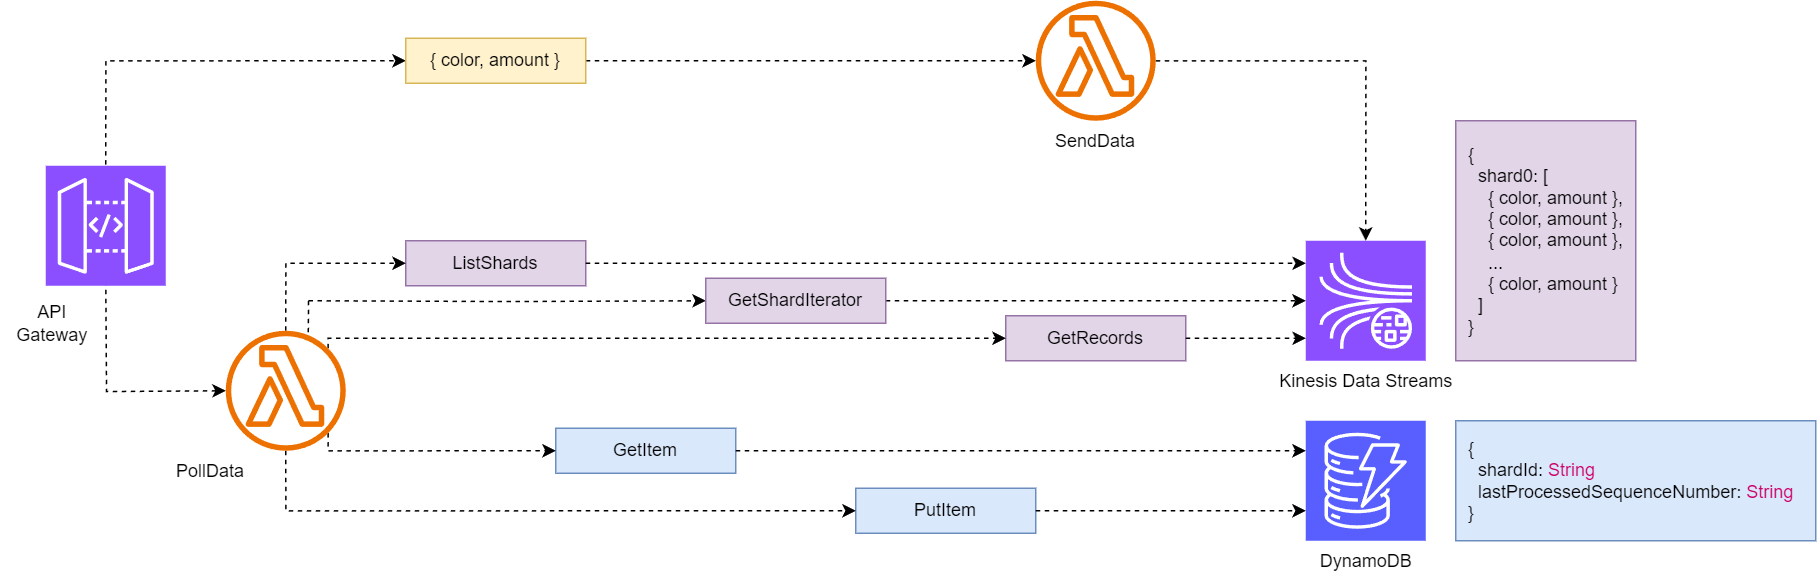 { color, amount }
SendData
API
Gateway
ListShards
GetShardIterator
GetRecords
PollData
GetItem
PutItem
Kinesis Data Streams
{
shard0: [
{ color, amount },
{ color, amount },
{ color, amount },
...
{ color, amount }
]
}
DynamoDB
{
shardId: String
lastProcessedSequenceNumber: String
}